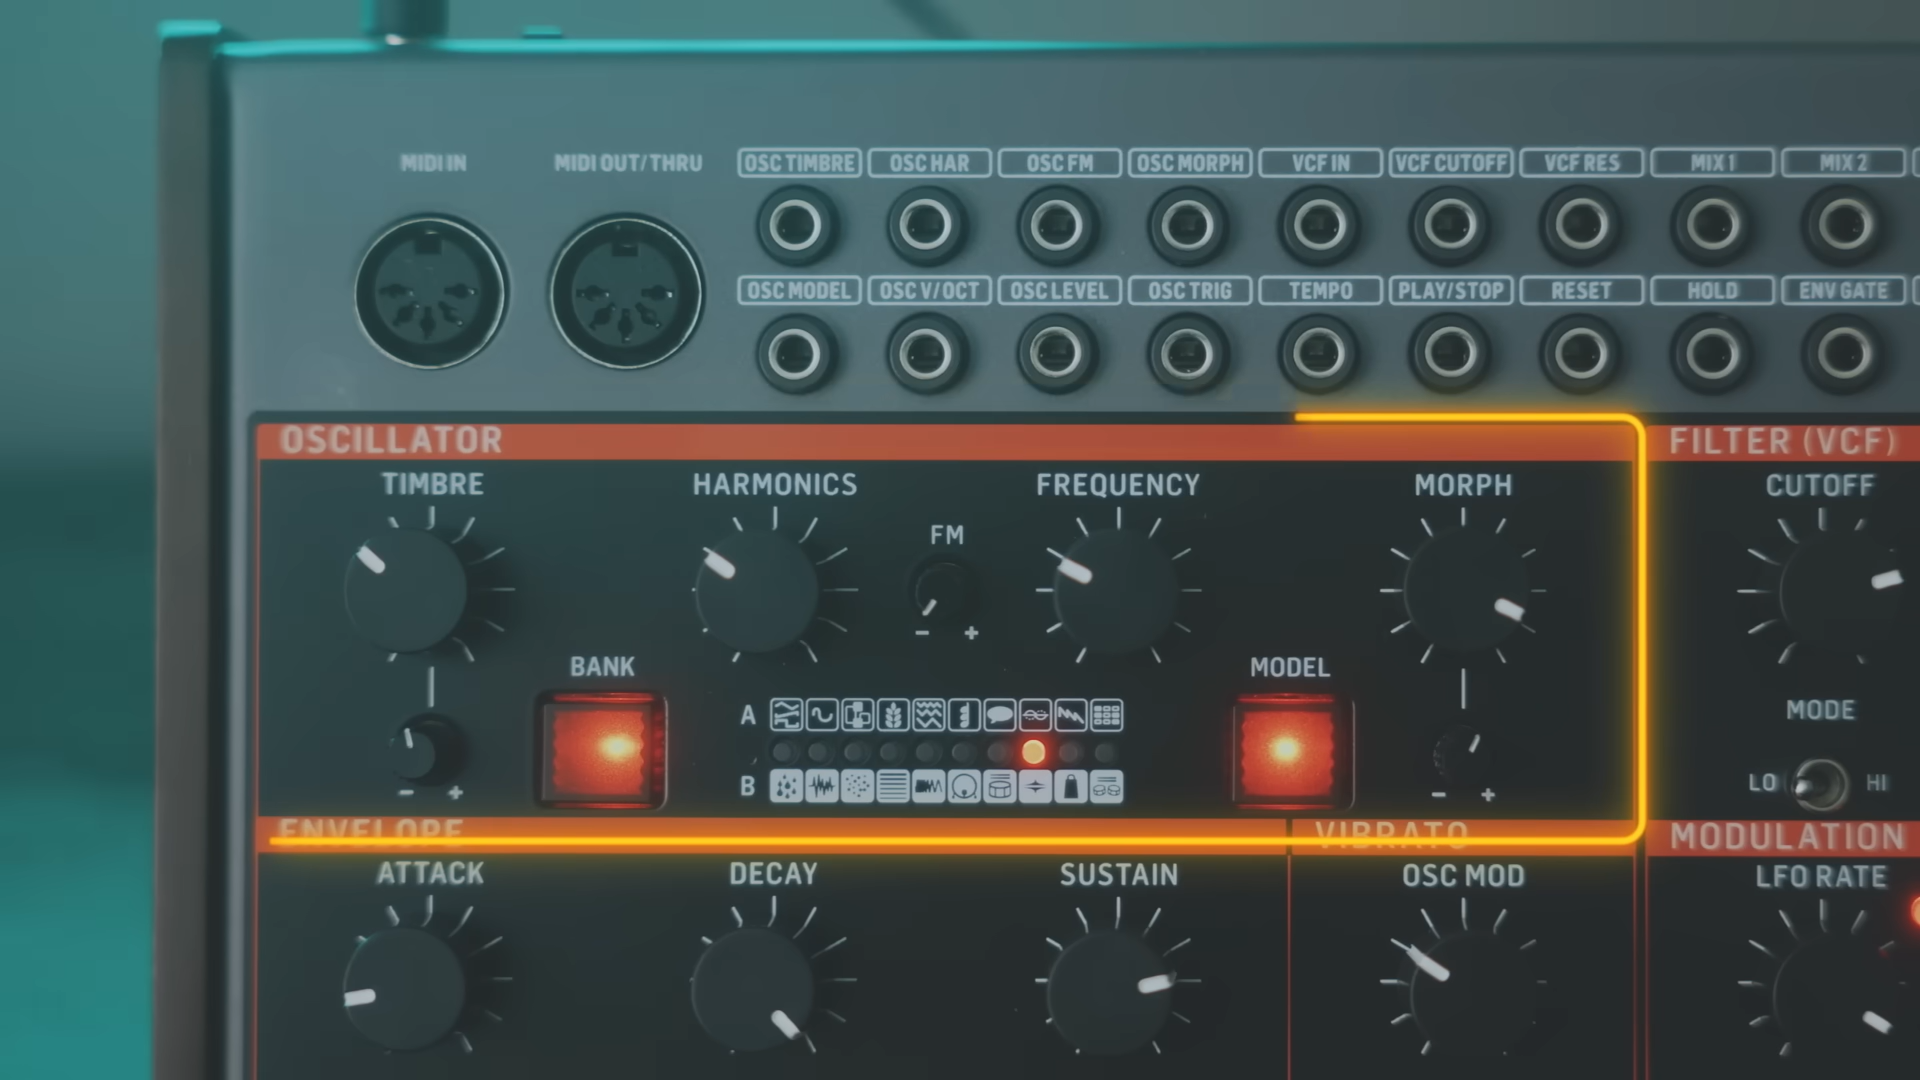 MIDI IN MIDI OUT/THRU OSC TIMBRE OSC HAR OSC FM OSC MORPH VCF IN VCF CUTOFF VCF RES MIX 1 MIX 2
OSC MODEL OSC V/OCT OSC LEVEL OSC TRIG TEMPO PLAY/STOP RESET HOLD ENV GATE
OSCILLATOR FILTER (VCF)
TIMBRE HARMONICS FREQUENCY MORPH CUTOFF
FM
- +
BANK MODEL
A
MODE
B
LO HI
- + - +
ENVELOPE VIBRATO MODULATION
ATTACK DECAY SUSTAIN OSC MOD LFO RATE